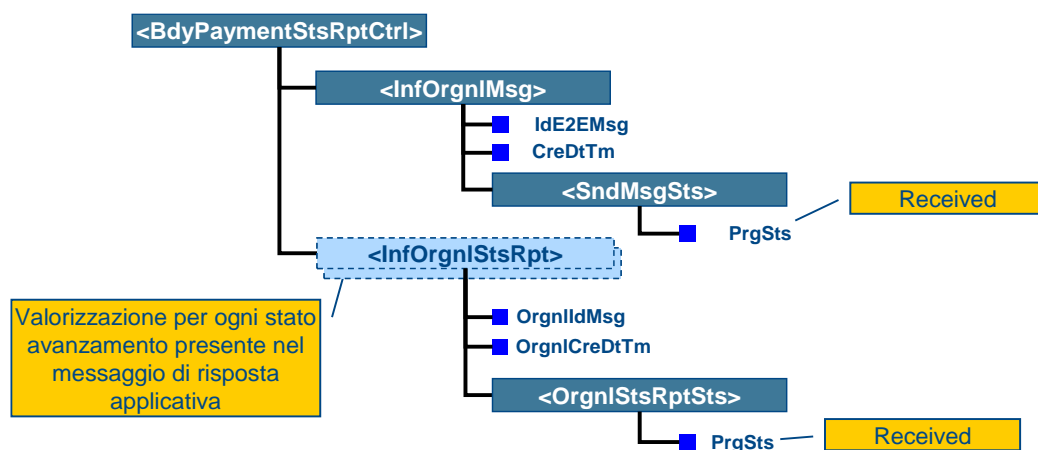 <BdyPaymentStsRptCtrl>
<InfOrgnlMsg>
IdE2EMsg
CreDtTm
<SndMsgSts>
Received
PrgSts
<InfOrgnlStsRpt>
Valorizzazione per ogni stato
avanzamento presente nel
messaggio di risposta
applicativa
OrgnlIdMsg
OrgnlCreDtTm
<OrgnlStsRptSts>
PrgSts
Received